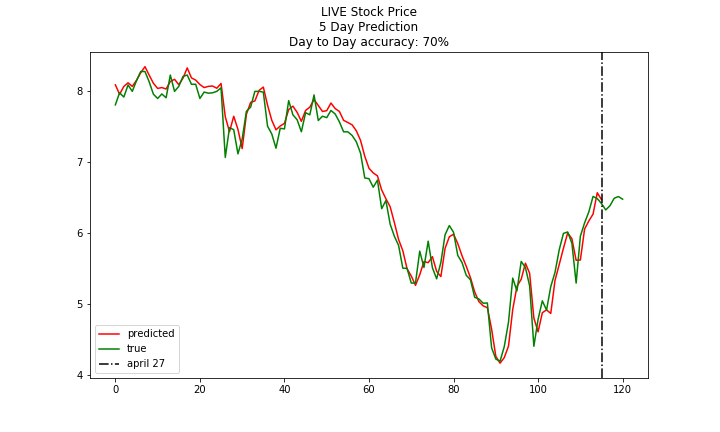 LIVE Stock Price
5 Day Prediction
Day to Day accuracy: 70%
8
7
6
5
4
predicted
true
april 27
0 20 40 60 80 100 120